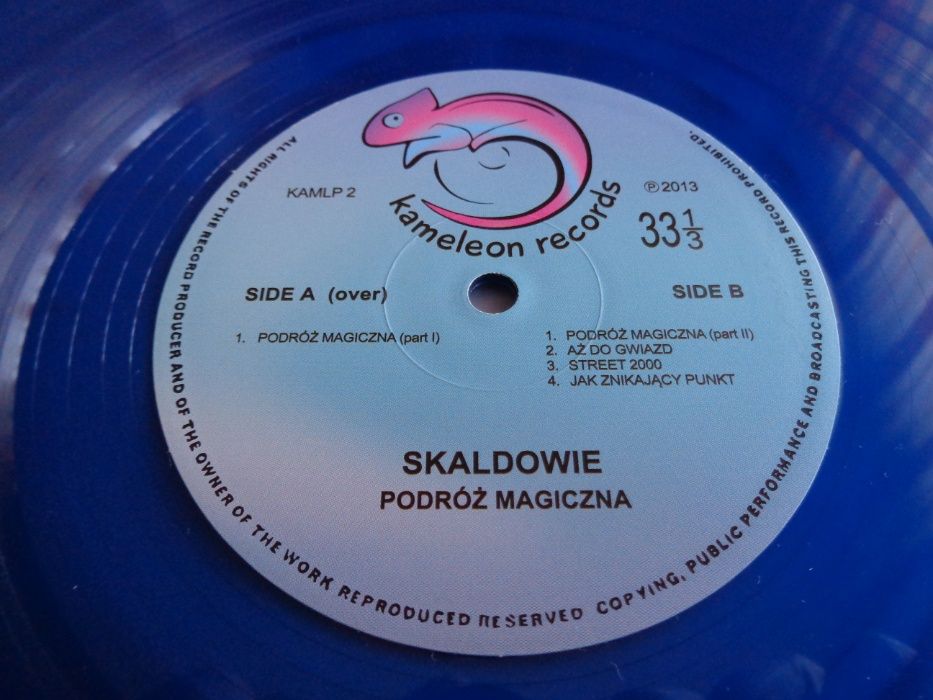 kameleon records
KAMLP 2
℗ 2013
33 1/3
SIDE A (over)
SIDE B
1. PODRÓŻ MAGICZNA (part I)
1. PODRÓŻ MAGICZNA (part II)
2. AŻ DO GWIAZD
3. STREET 2000
4. JAK ZNIKAJĄCY PUNKT
SKALDOWIE
PODRÓŻ MAGICZNA
ALL RIGHTS OF THE RECORD PRODUCER AND OF THE OWNER OF THE WORK REPRODUCED RESERVED COPYING, PUBLIC PERFORMANCE AND BROADCASTING THIS RECORD PROHIBITED.